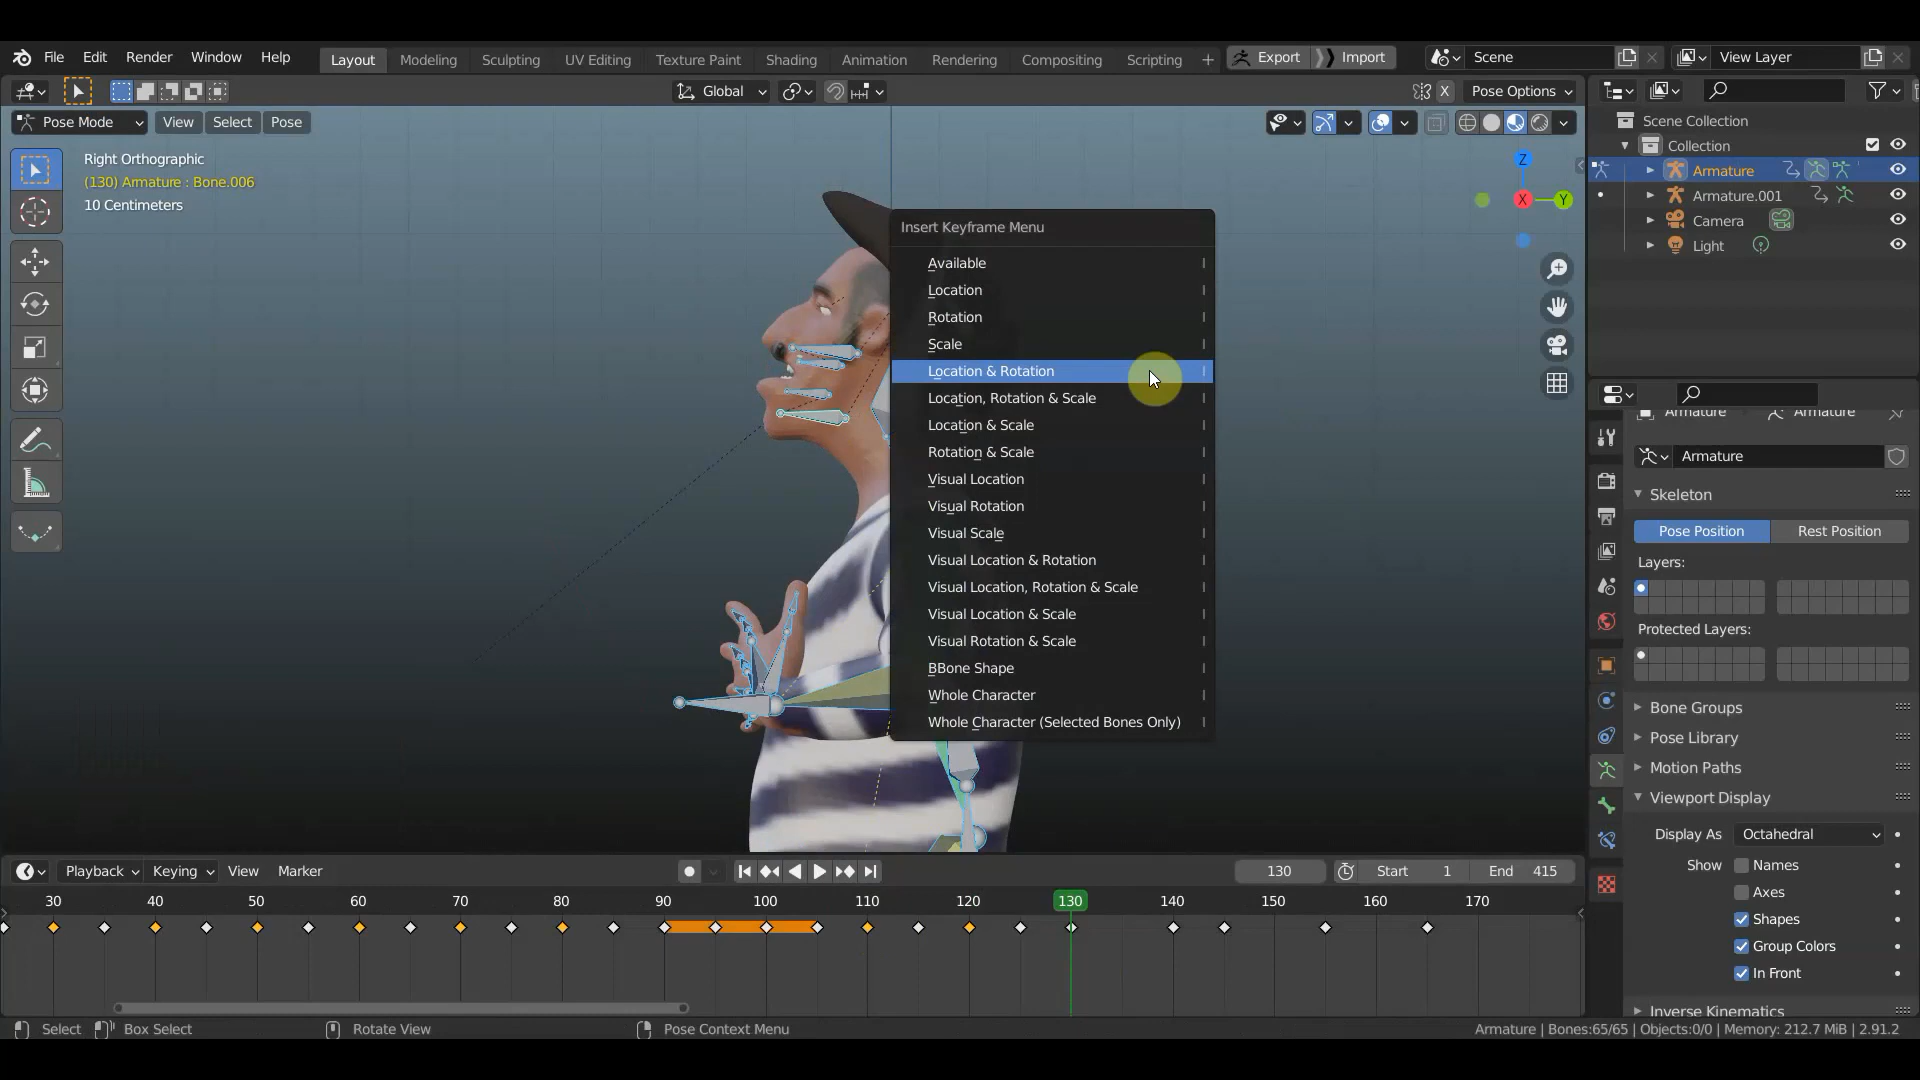 File Edit Render Window Help Layout Modeling Sculpting UV Editing Texture Paint Shading Animation Rendering Compositing Scripting + Export Import Scene View Layer
Global X Pose Options
Pose Mode View Select Pose
Right Orthographic
(130) Armature : Bone.006
10 Centimeters
Z
X
Y
Insert Keyframe Menu
Available I
Location I
Rotation I
Scale I
Location & Rotation I
Location, Rotation & Scale I
Location & Scale I
Rotation & Scale I
Visual Location I
Visual Rotation I
Visual Scale I
Visual Location & Rotation I
Visual Location, Rotation & Scale I
Visual Location & Scale I
Visual Rotation & Scale I
BBone Shape I
Whole Character I
Whole Character (Selected Bones Only) I
Scene Collection
Collection
Armature
Armature.001
Camera
Light
Armature Armature
Armature
Skeleton
Pose Position Rest Position
Layers:
Protected Layers:
Bone Groups
Pose Library
Motion Paths
Viewport Display
Display As Octahedral
Show Names
Axes
Shapes
Group Colors
In Front
Inverse Kinematics
Playback Keying View Marker 130 Start 1 End 415
30 40 50 60 70 80 90 100 110 120 130 140 150 160 170
Select Box Select Rotate View Pose Context Menu Armature | Bones:65/65 | Objects:0/0 | Memory: 212.7 MiB | 2.91.2